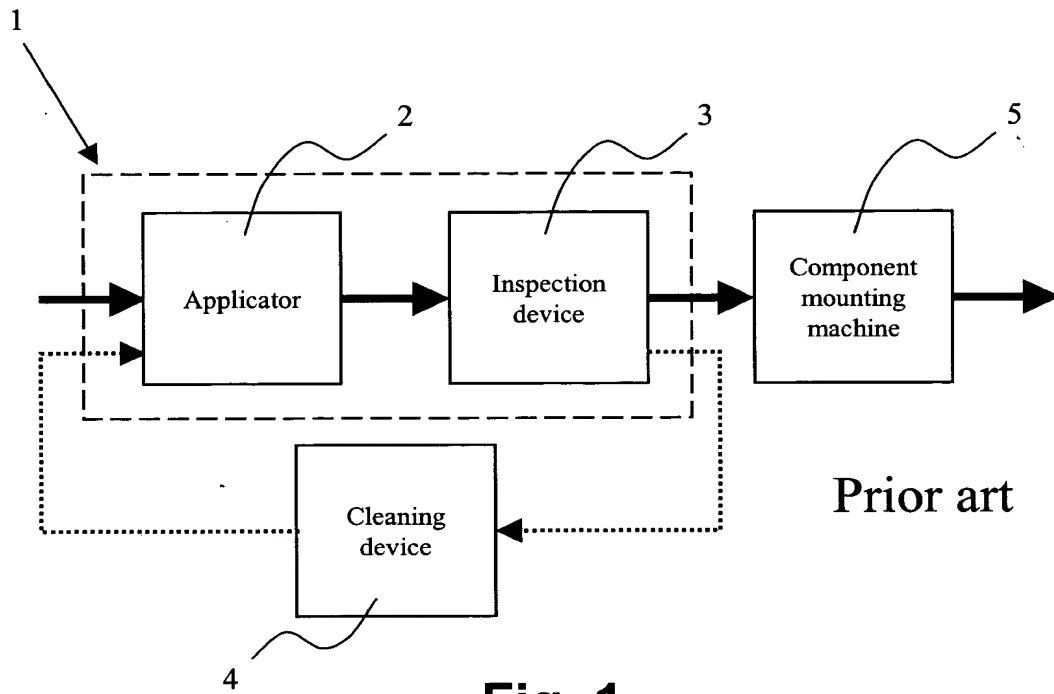 1
2
3
5
Applicator
Inspection
device
Component
mounting
machine
Cleaning
device
Prior art
4
Fig. 1